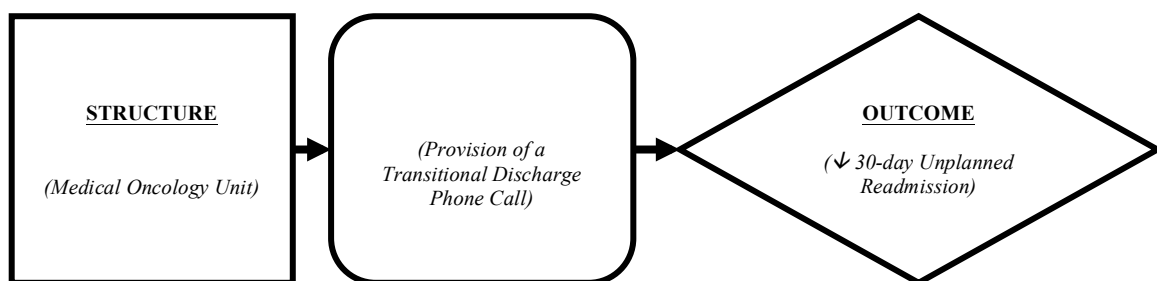 STRUCTURE
(Medical Oncology Unit)
(Provision of a
Transitional Discharge
Phone Call)
OUTCOME
(↓ 30-day Unplanned
Readmission)